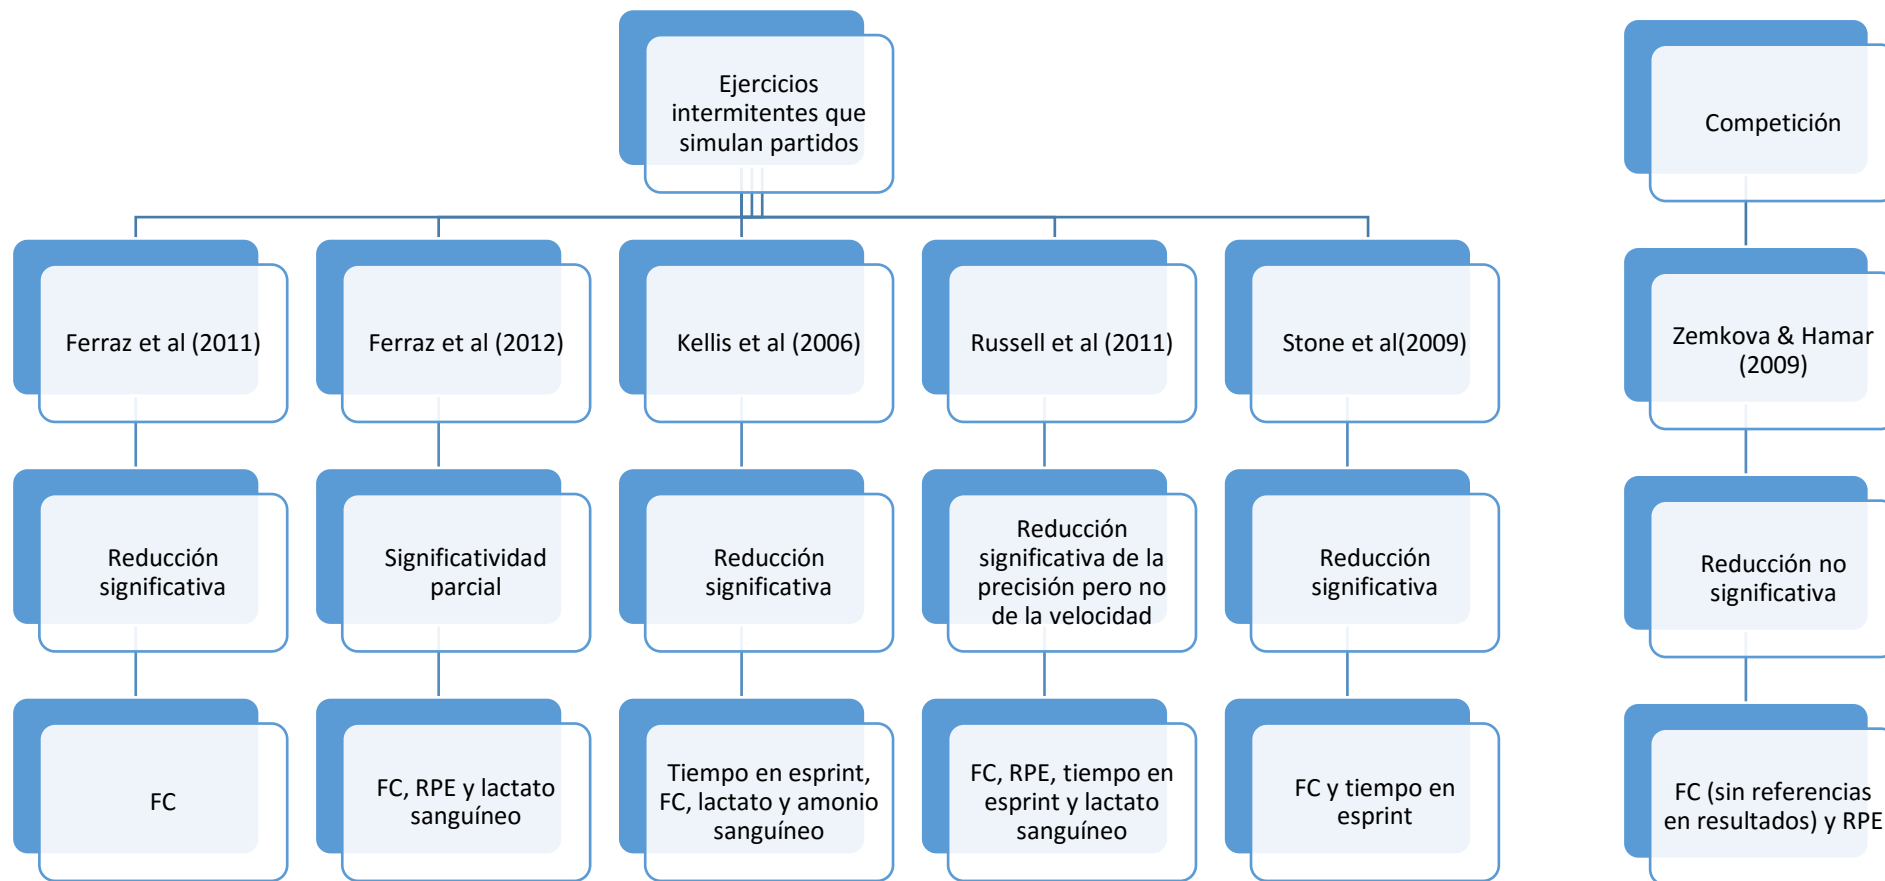 Ejercicios
intermitentes que
simulan partidos
Competición
Ferraz et al (2011)
Ferraz et al (2012)
Kellis et al (2006)
Russell et al (2011)
Stone et al(2009)
Zemkova & Hamar
(2009)
Reducción
significativa
Significatividad
parcial
Reducción
significativa
Reducción
significativa de la
precisión pero no
de la velocidad
Reducción
significativa
Reducción no
significativa
FC
FC, RPE y lactato
sanguíneo
Tiempo en esprint,
FC, lactato y amonio
sanguíneo
FC, RPE, tiempo en
esprint y lactato
sanguíneo
FC y tiempo en
esprint
FC (sin referencias
en resultados) y RPE